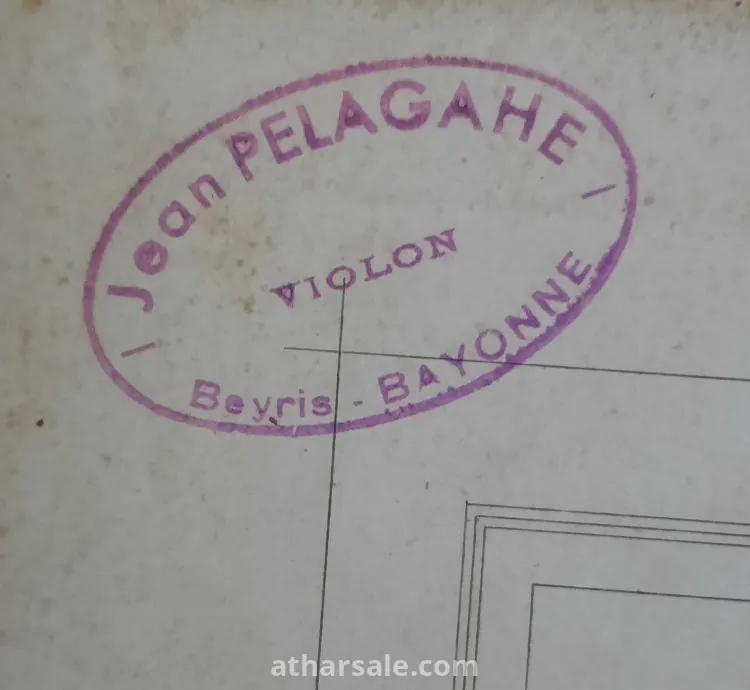 Jean PELAGAHE
VIOLON
Beyris - BAYONNE
atharsale.com